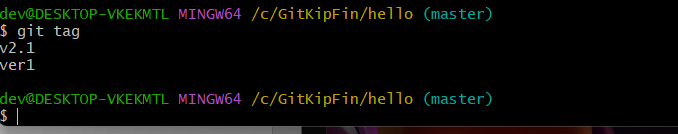 dev@DESKTOP-VKEKMTL MINGW64 /c/GitKipFin/hello (master)
$ git tag
v2.1
ver1
dev@DESKTOP-VKEKMTL MINGW64 /c/GitKipFin/hello (master)
$